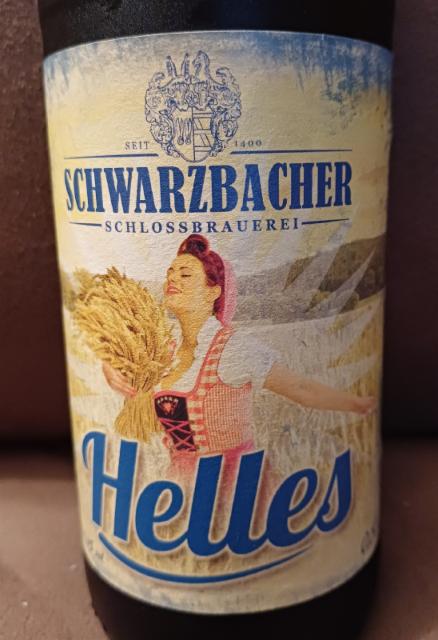 SEIT 1400
SCHWARZBACHER
SCHLOSSBRAUEREI
Helles